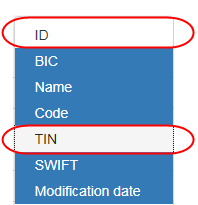 ID
BIC
Name
Code
TIN
SWIFT
Modification date